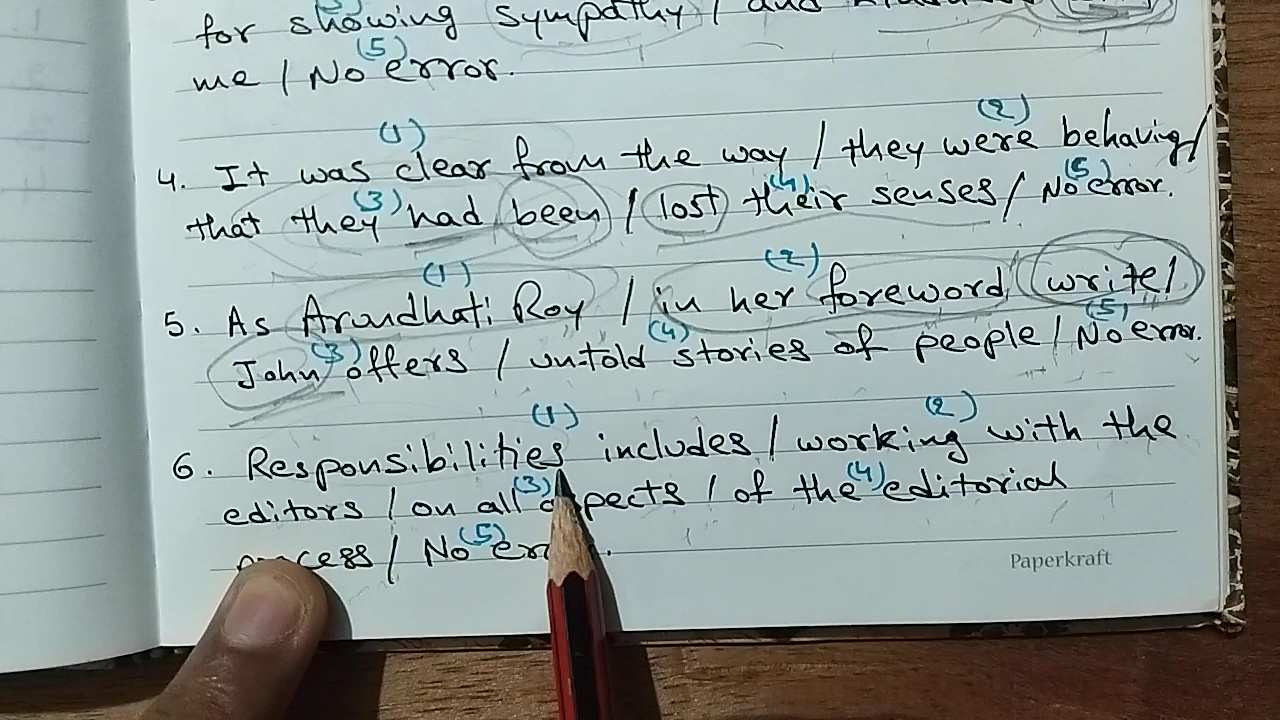 for showing sympathy / and
(5)
me / No error.
(1) (2)
4. It was clear from the way / they were behaving /
(3) (4) (5)
that they had been / lost their senses / No error.
(1) (2)
5. As Arundhati Roy / in her foreword write /
(3) (4) (5)
John offers / untold stories of people / No error.
(1) (2)
6. Responsibilities includes / working with the
(3) (4)
editors / on all aspects / of the editorial
(5)
process / No
Paperkraft